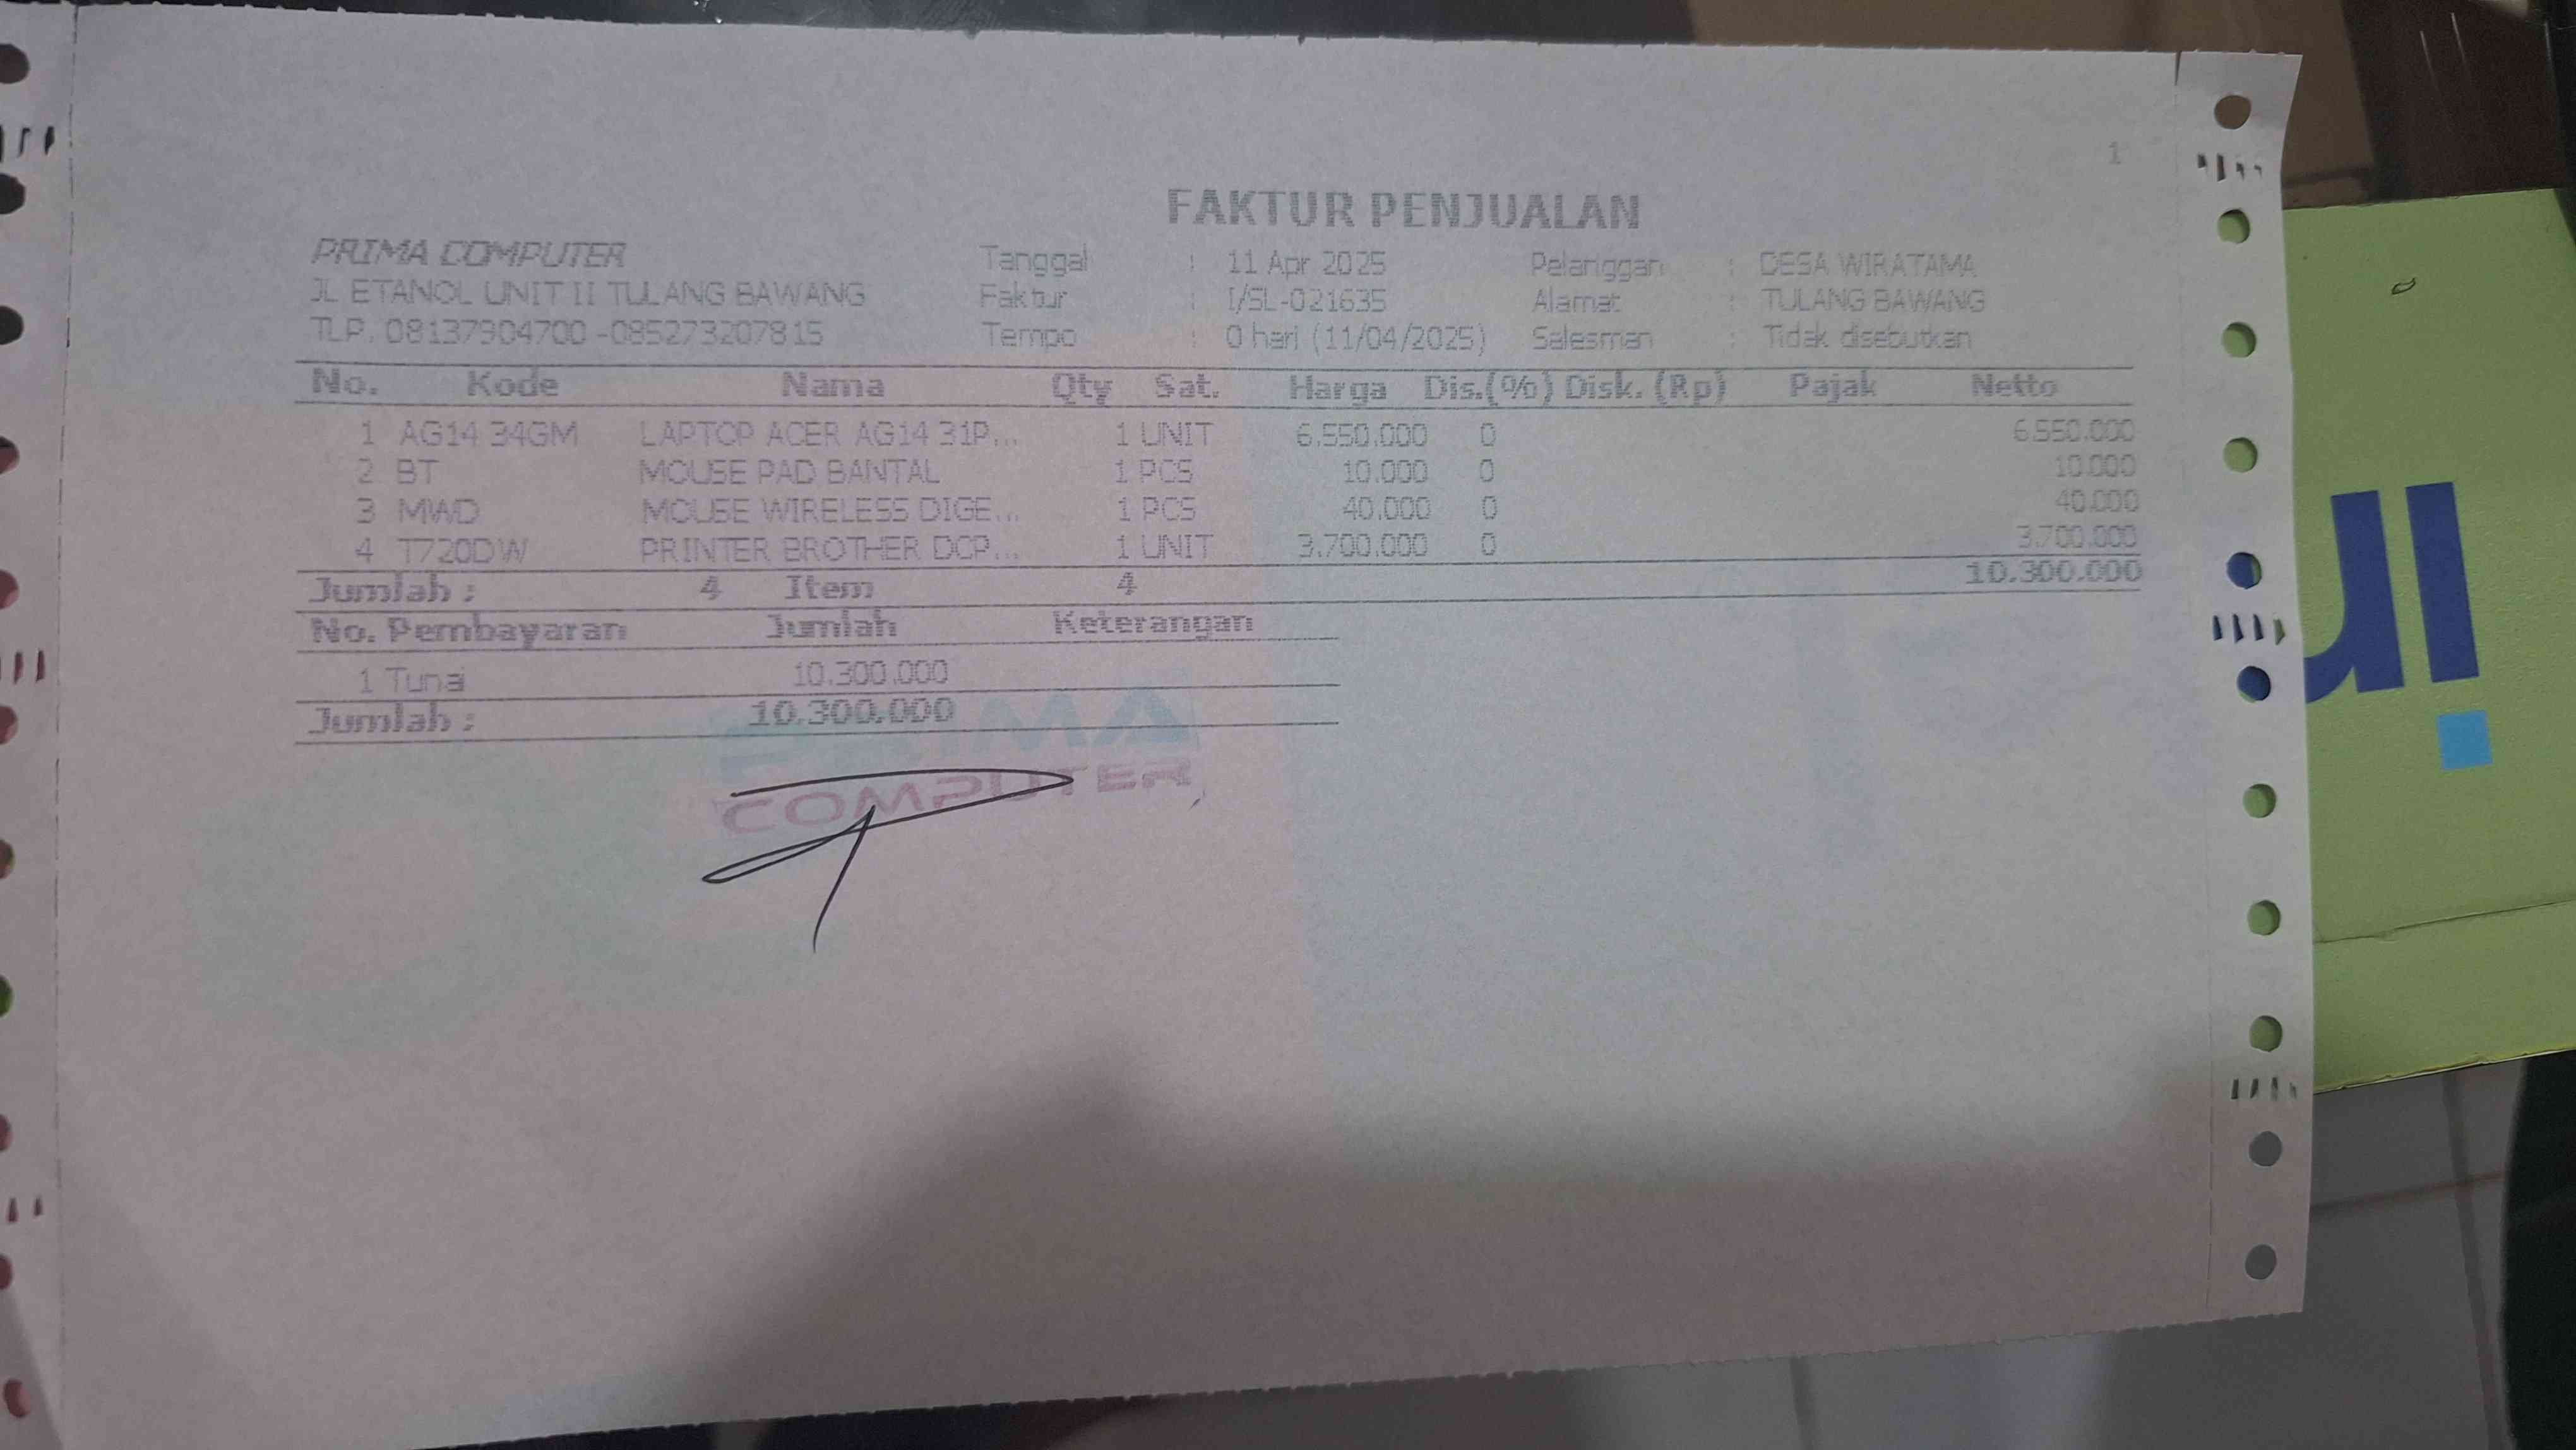 1
FAKTUR PENJUALAN
PRIMA COMPUTER Tanggal : 11 Apr 2025 Pelanggan : DESA WIRATAMA
JL ETANOL UNIT II TULANG BAWANG Faktur : I/SL-021635 Alamat : TULANG BAWANG
TLP. 08137904700 -085273207815 Tempo : 0 hari (11/04/2025) Salesman : Tidak disebutkan
No. Kode Nama Qty Sat. Harga Dis.(%) Disk. (Rp) Pajak Netto
1 AG14 34GM LAPTOP ACER AG14 31P... 1 UNIT 6.550.000 0 6.550.000
2 BT MOUSE PAD BANTAL 1 PCS 10.000 0 10.000
3 MWD MOUSE WIRELESS DIGE... 1 PCS 40.000 0 40.000
4 T720DW PRINTER BROTHER DCP... 1 UNIT 3.700.000 0 3.700.000
Jumlah : 4 Item 4 10.300.000
No. Pembayaran Jumlah Keterangan
1 Tunai 10.300.000
Jumlah : 10.300.000
PRIMA
COMPUTER